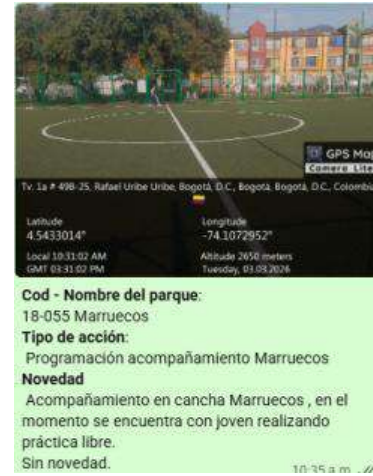 GPS Map
Camera Lite
Tv. 1a # 49B-25, Rafael Uribe Uribe, Bogotá, D.C., Bogotá, Bogotá, D.C., Colombia
Latitude
4.5433014°
Longitude
-74.1072952°
Local 10:31:02 AM
GMT 03:31:02 PM
Altitude 2650 meters
Tuesday, 03.03.2026
Cod - Nombre del parque:
18-055 Marruecos
Tipo de acción:
Programación acompañamiento Marruecos
Novedad
Acompañamiento en cancha Marruecos , en el
momento se encuentra con joven realizando
práctica libre.
Sin novedad.
10:35 a.m.